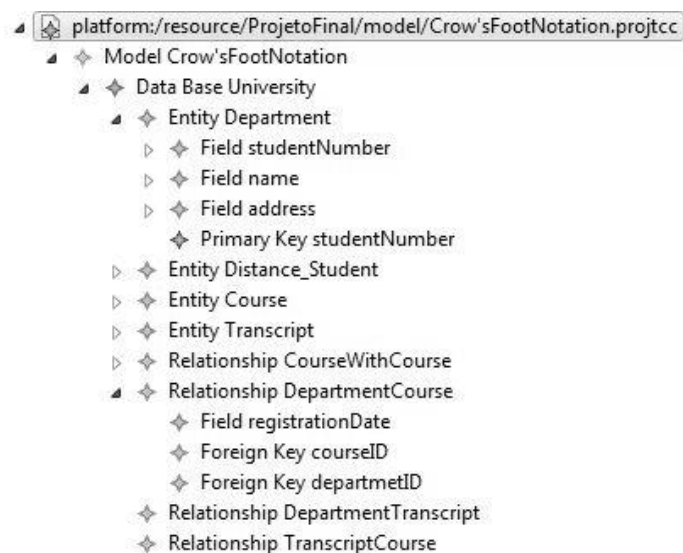 platform:/resource/ProjetoFinal/model/Crow'sFootNotation.projtcc
Model Crow'sFootNotation
Data Base University
Entity Department
Field studentNumber
Field name
Field address
Primary Key studentNumber
Entity Distance_Student
Entity Course
Entity Transcript
Relationship CourseWithCourse
Relationship DepartmentCourse
Field registrationDate
Foreign Key courseID
Foreign Key departmetID
Relationship DepartmentTranscript
Relationship TranscriptCourse